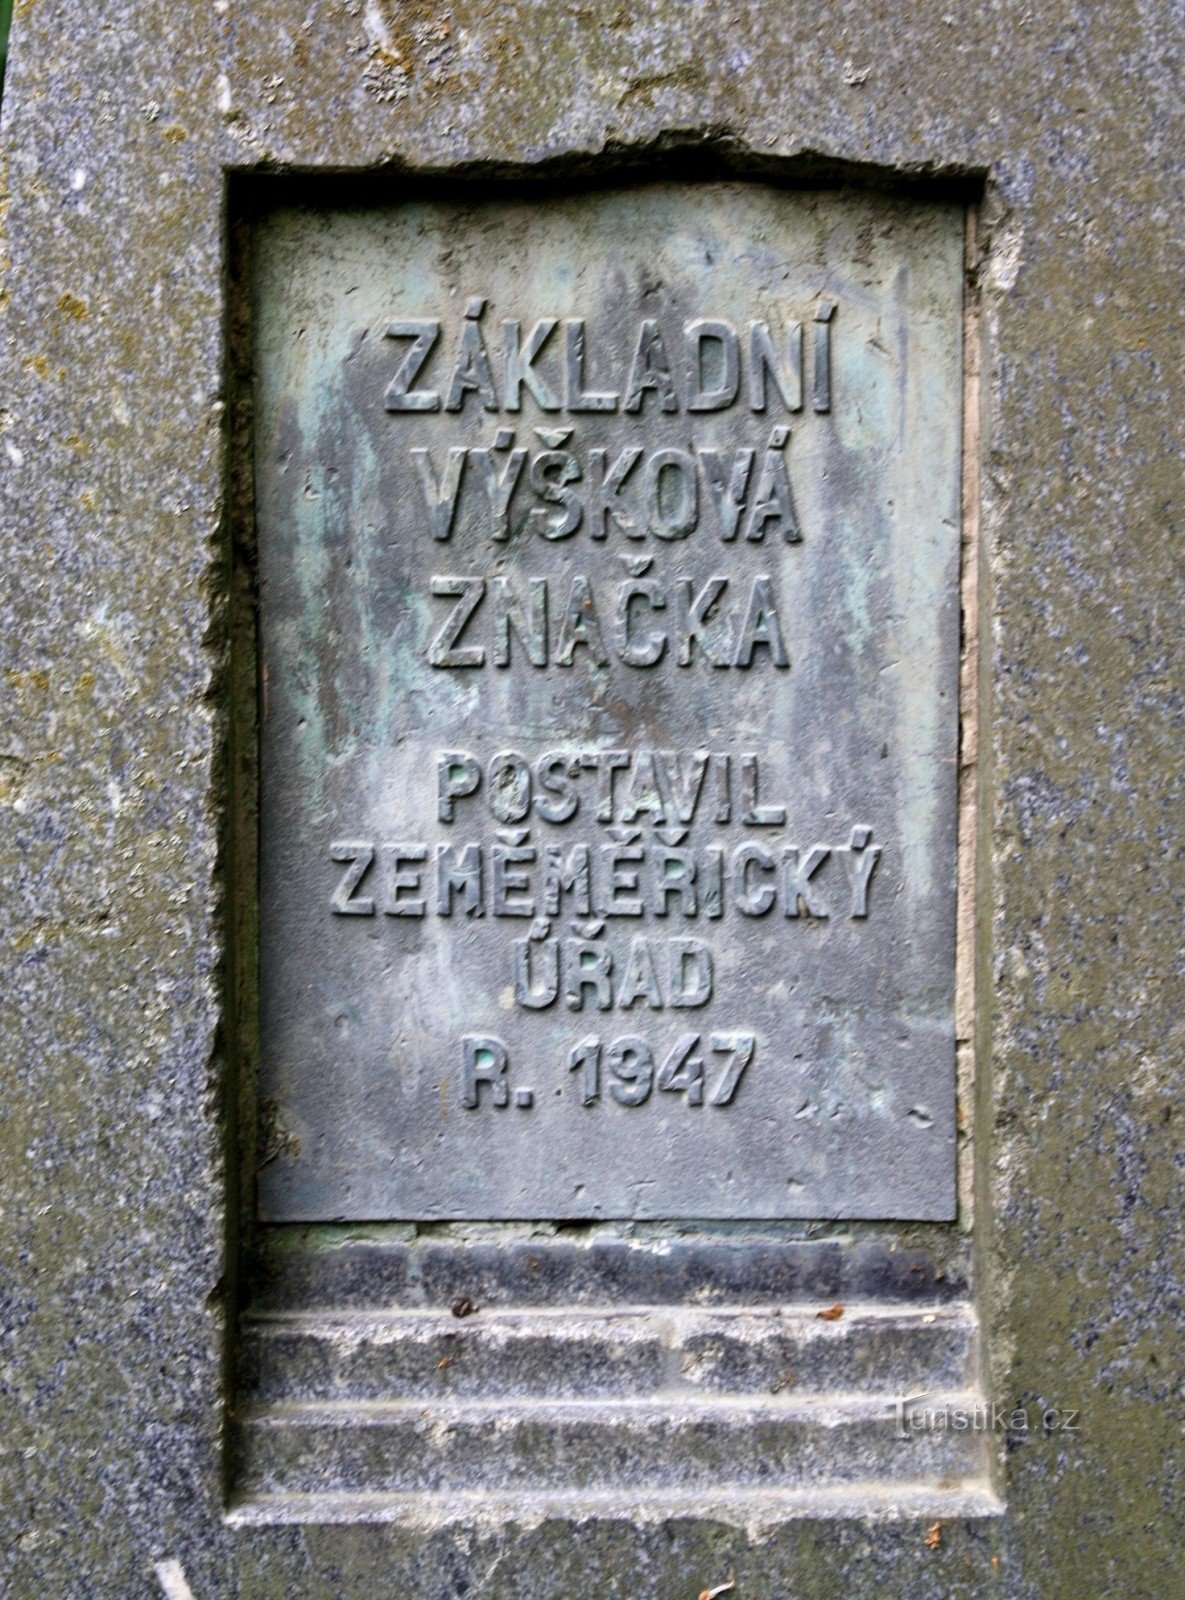 ZÁKLADNÍ
VÝŠKOVÁ
ZNAČKA
POSTAVIL
ZEMĚMĚŘICKÝ
ÚŘAD
R. 1947
Turistika.cz